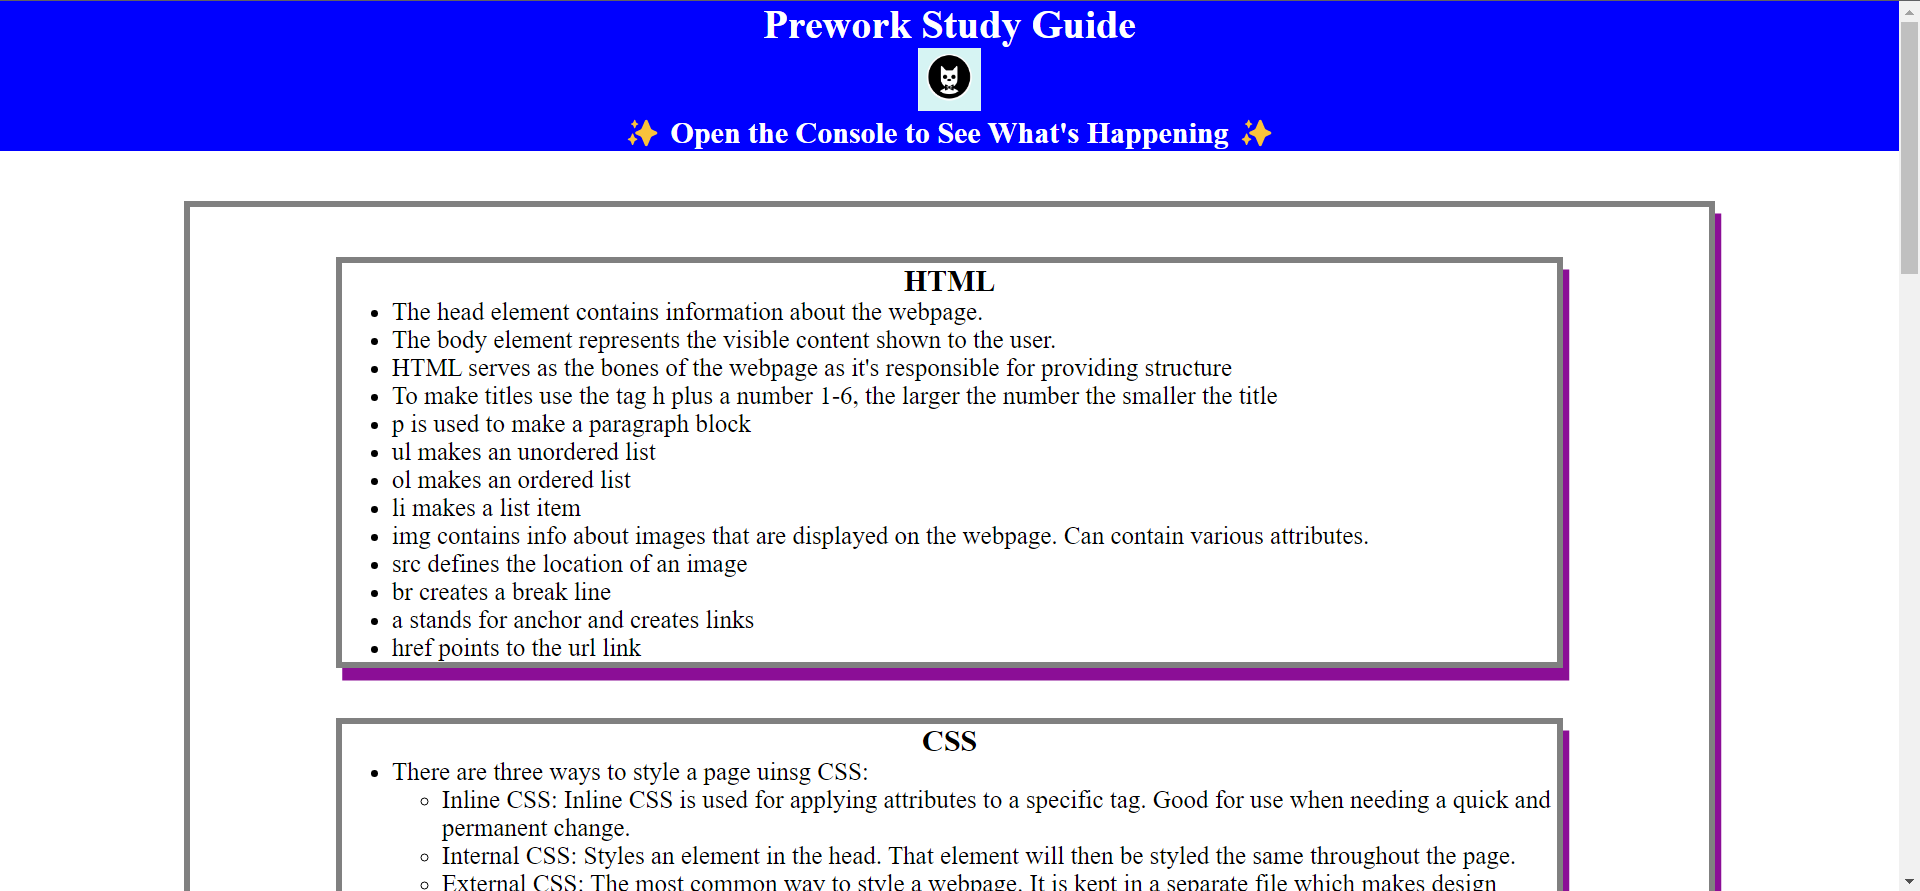 Prework Study Guide
✨ Open the Console to See What's Happening ✨
HTML
• The head element contains information about the webpage.
• The body element represents the visible content shown to the user.
• HTML serves as the bones of the webpage as it's responsible for providing structure
• To make titles use the tag h plus a number 1-6, the larger the number the smaller the title
• p is used to make a paragraph block
• ul makes an unordered list
• ol makes an ordered list
• li makes a list item
• img contains info about images that are displayed on the webpage. Can contain various attributes.
• src defines the location of an image
• br creates a break line
• a stands for anchor and creates links
• href points to the url link
CSS
• There are three ways to style a page uinsg CSS:
◦ Inline CSS: Inline CSS is used for applying attributes to a specific tag. Good for use when needing a quick and
permanent change.
◦ Internal CSS: Styles an element in the head. That element will then be styled the same throughout the page.
◦ External CSS: The most common way to style a webpage. It is kept in a separate file which makes design